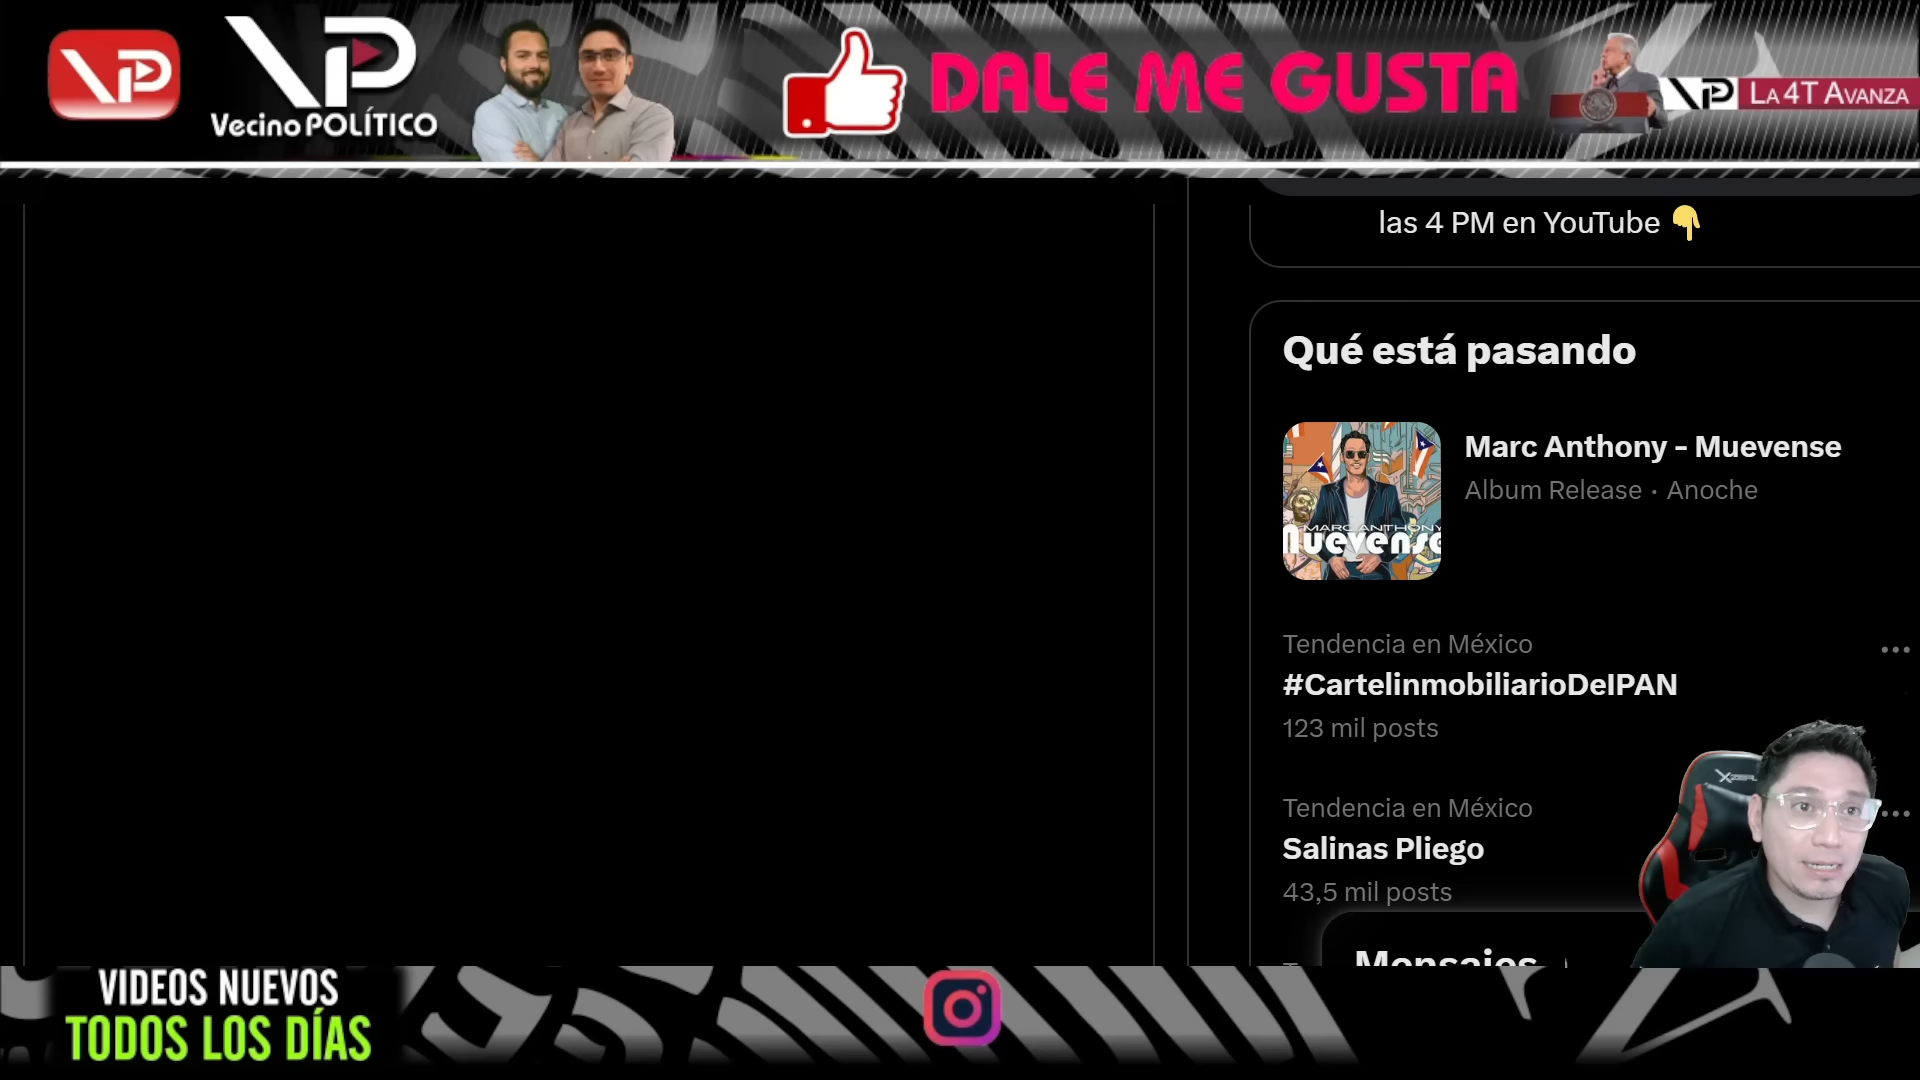 VP
VP
Vecino POLÍTICO
DALE ME GUSTA
VP LA 4T AVANZA
las 4 PM en YouTube 👇
Qué está pasando
Marc Anthony - Muevense
Album Release · Anoche
MARC ANTHONY
Muevense
Tendencia en México
#CartelinmobiliarioDelPAN
123 mil posts
Tendencia en México
Salinas Pliego
43,5 mil posts
Mensajes
VIDEOS NUEVOS
TODOS LOS DÍAS